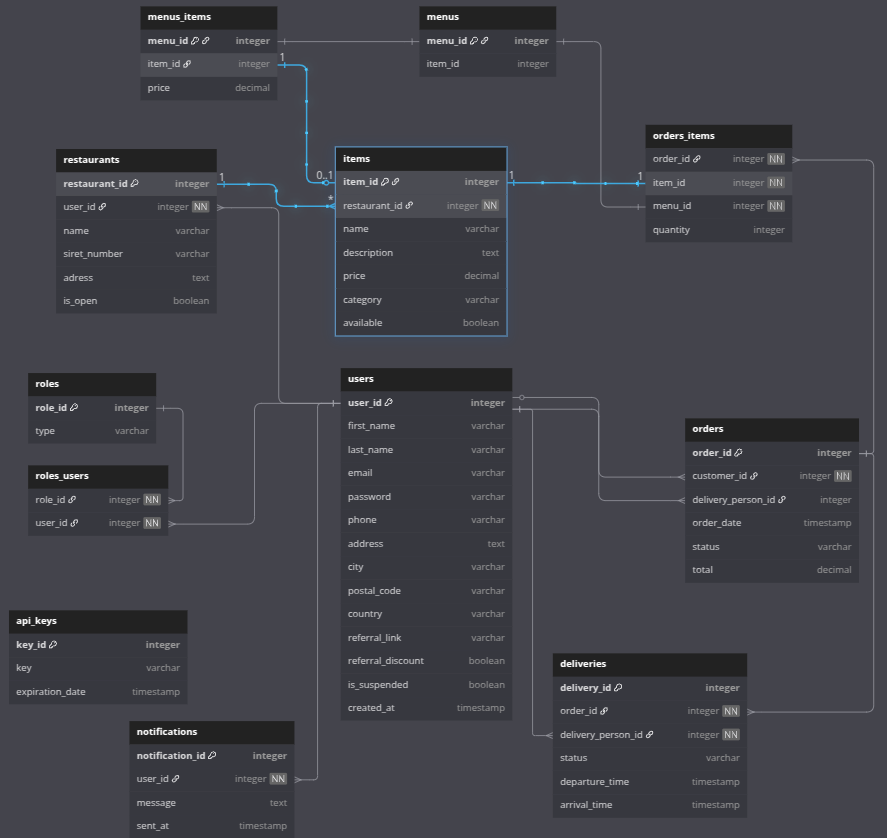 menus_items
menu_id integer
item_id integer
price decimal
menus
menu_id integer
item_id integer
1
0..1
orders_items
order_id integer NN
item_id integer NN
menu_id integer NN
quantity integer
restaurants
restaurant_id integer
user_id integer NN
name varchar
siret_number varchar
adress text
is_open boolean
1
*
items
item_id integer
restaurant_id integer NN
name varchar
description text
price decimal
category varchar
available boolean
1
1
roles
role_id integer
type varchar
roles_users
role_id integer NN
user_id integer NN
users
user_id integer
first_name varchar
last_name varchar
email varchar
password varchar
phone varchar
address text
city varchar
postal_code varchar
country varchar
referral_link varchar
referral_discount boolean
is_suspended boolean
created_at timestamp
orders
order_id integer
customer_id integer NN
delivery_person_id integer
order_date timestamp
status varchar
total decimal
api_keys
key_id integer
key varchar
expiration_date timestamp
deliveries
delivery_id integer
order_id integer NN
delivery_person_id integer NN
status varchar
departure_time timestamp
arrival_time timestamp
notifications
notification_id integer
user_id integer NN
message text
sent_at timestamp